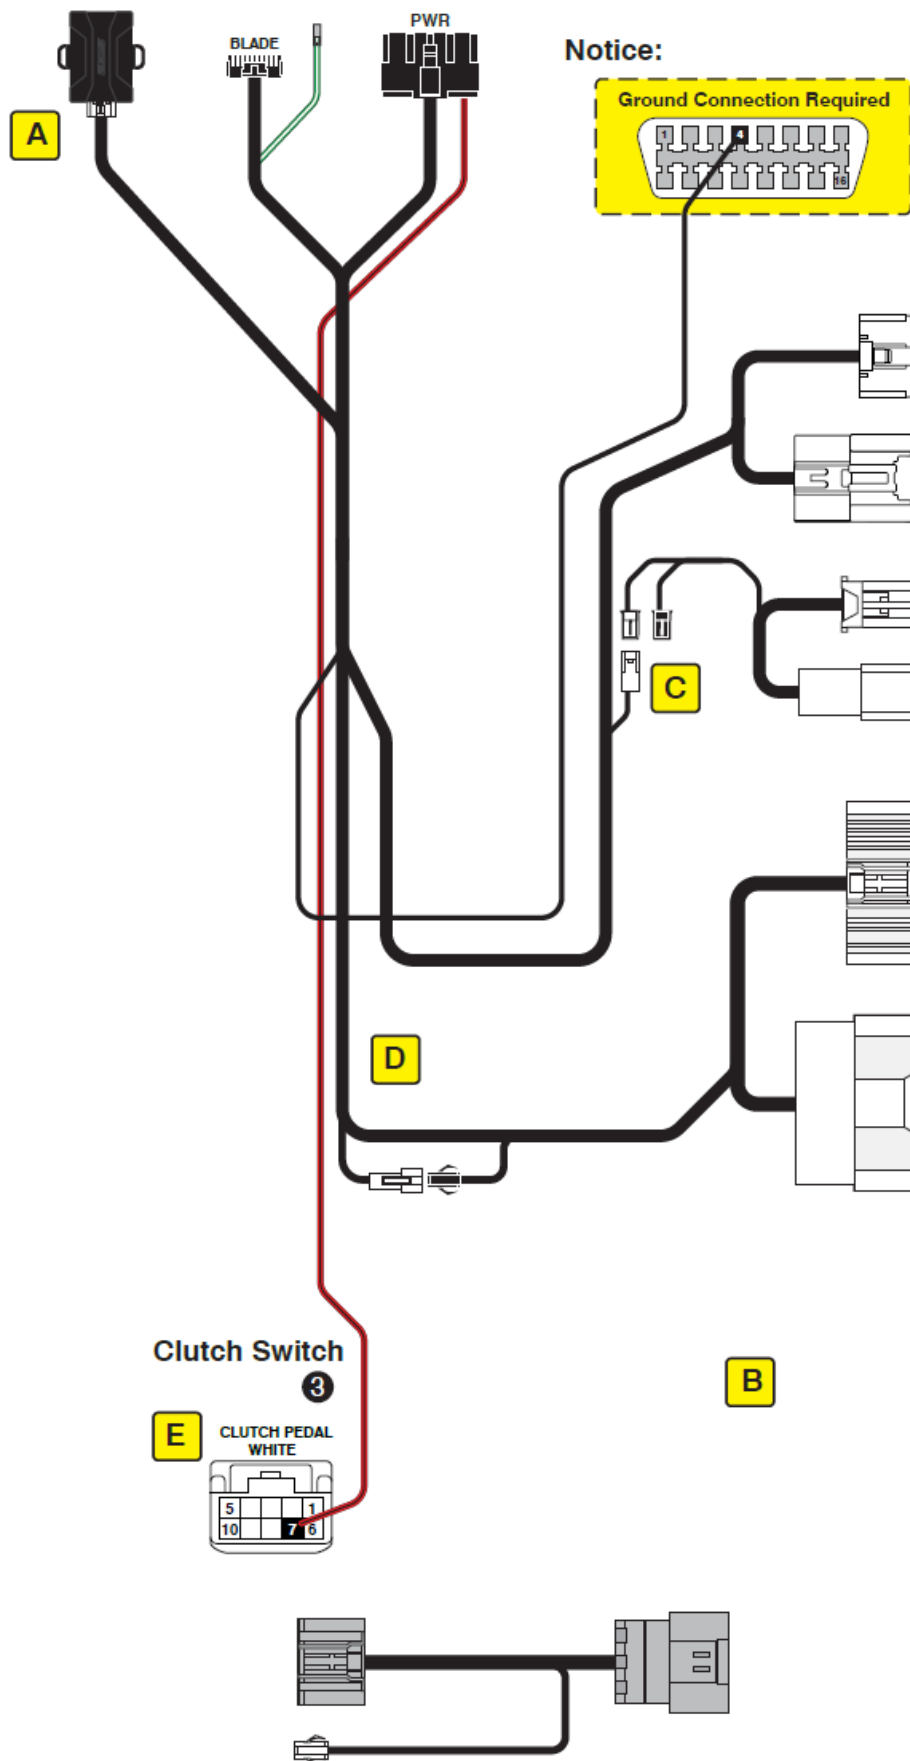 PWR
BLADE
Notice:
Ground Connection Required
1
4
16
A
C
D
Clutch Switch
3
B
E
CLUTCH PEDAL
WHITE
5 1
10 7 6